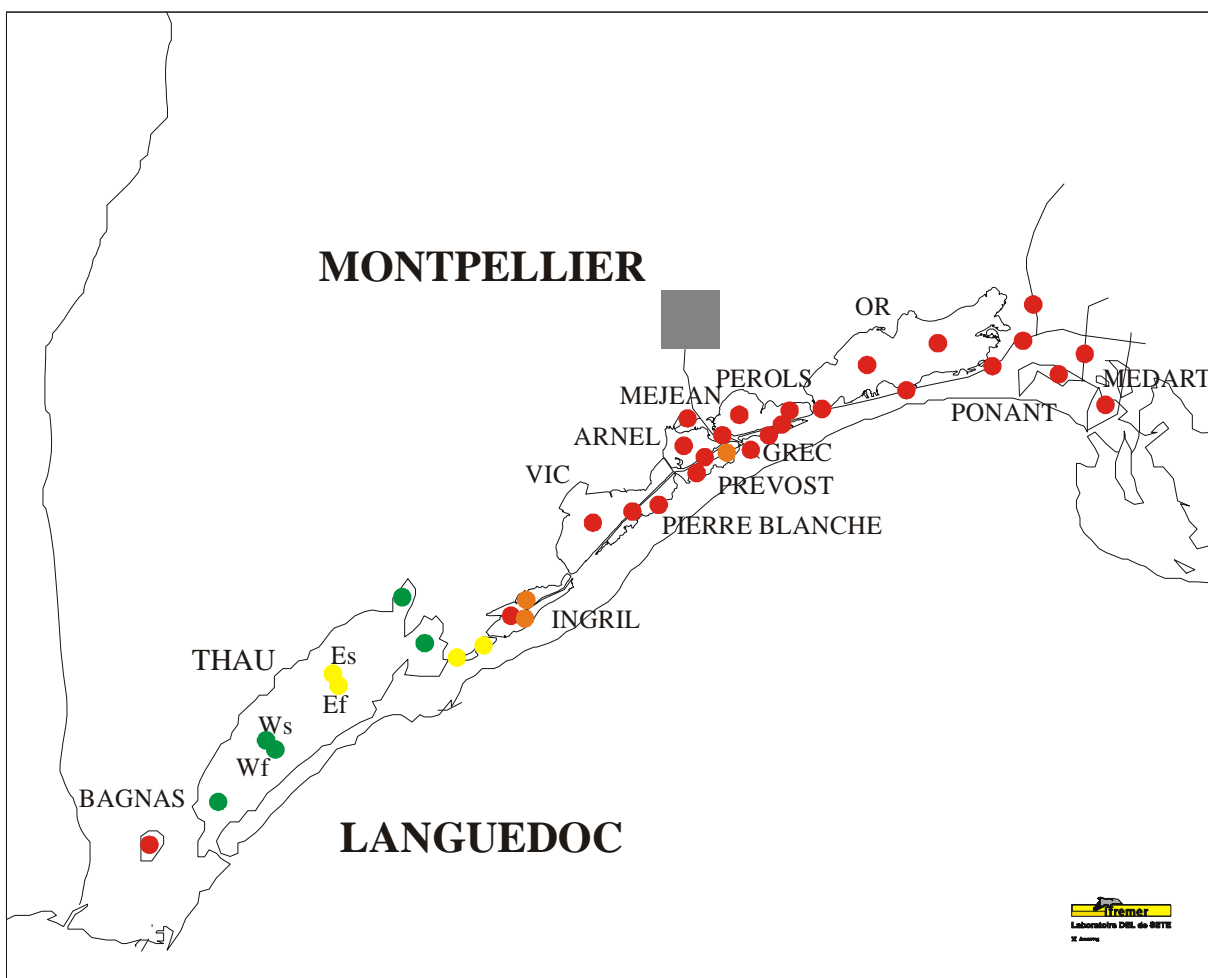 MONTPELLIER
OR
PEROLS
MEDART
MEJEAN
PONANT
ARNEL
GREC
VIC
PREVOST
PIERRE BLANCHE
INGRIL
THAU
Es
Ef
Ws
Wf
BAGNAS
LANGUEDOC
ifremer
Laboratoire DEL de SETE